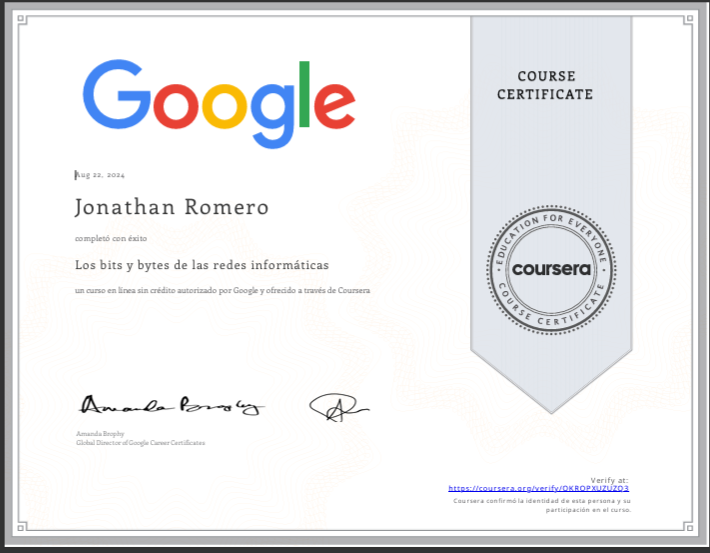 Google
COURSE
CERTIFICATE
Aug 22, 2024
Jonathan Romero
completó con éxito
Los bits y bytes de las redes informáticas
un curso en línea sin crédito autorizado por Google y ofrecido a través de Coursera
EDUCATION FOR EVERYONE
coursera
COURSE CERTIFICATE
Amanda Brophy
Amanda Brophy
Global Director of Google Career Certificates
Verify at:
https://coursera.org/verify/OKROPXUZUZD3
Coursera confirmó la identidad de esta persona y su
participación en el curso.